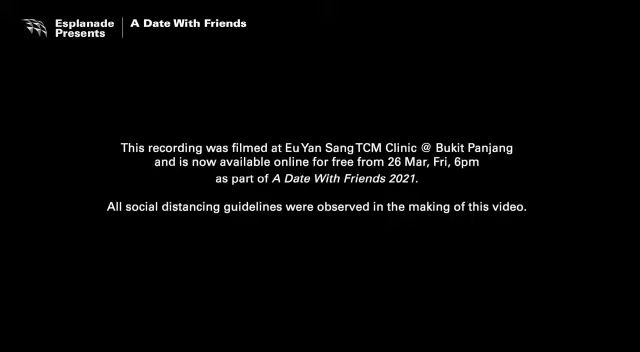 Esplanade
Presents
A Date With Friends
This recording was filmed at Eu Yan Sang TCM Clinic @ Bukit Panjang
and is now available online for free from 26 Mar, Fri, 6pm
as part of A Date With Friends 2021.
All social distancing guidelines were observed in the making of this video.